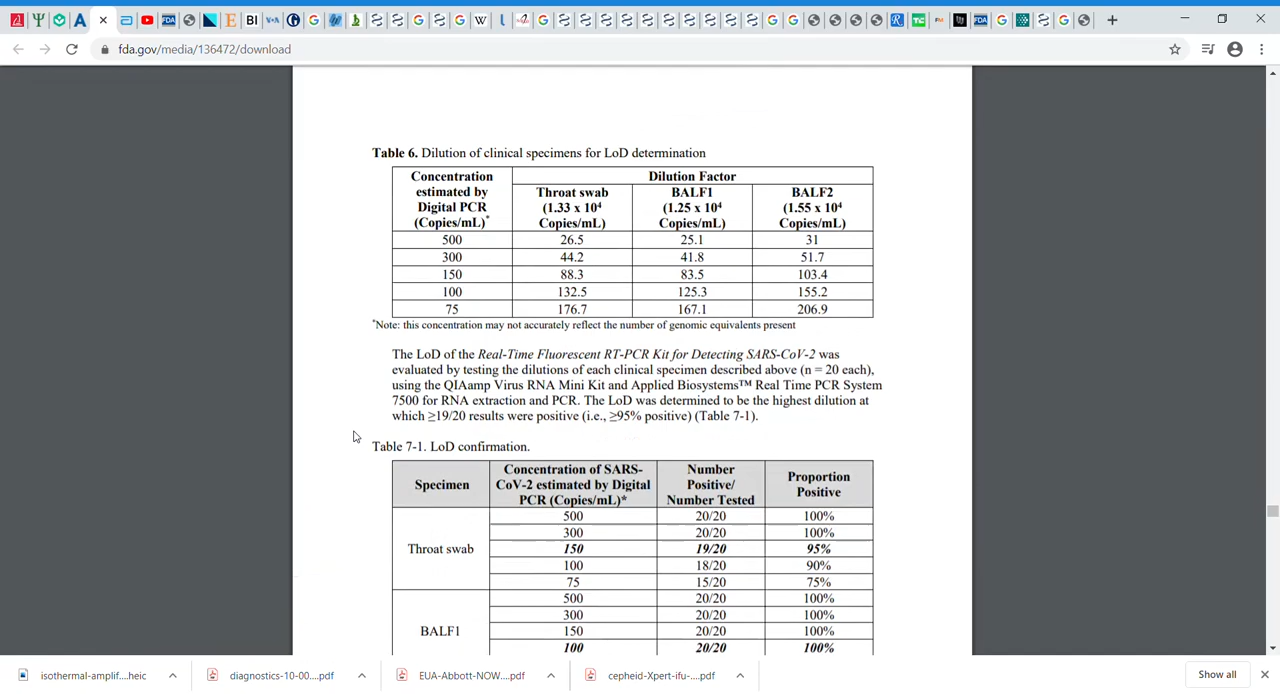 fda.gov/media/136472/download
Table 6. Dilution of clinical specimens for LoD determination
Concentration estimated by Digital PCR (Copies/mL)* Dilution Factor
Throat swab (1.33 x 10⁴ Copies/mL) BALF1 (1.25 x 10⁴ Copies/mL) BALF2 (1.55 x 10⁴ Copies/mL)
500 26.5 25.1 31
300 44.2 41.8 51.7
150 88.3 83.5 103.4
100 132.5 125.3 155.2
75 176.7 167.1 206.9
*Note: this concentration may not accurately reflect the number of genomic equivalents present
The LoD of the Real-Time Fluorescent RT-PCR Kit for Detecting SARS-CoV-2 was
evaluated by testing the dilutions of each clinical specimen described above (n = 20 each),
using the QIAamp Virus RNA Mini Kit and Applied Biosystems™ Real Time PCR System
7500 for RNA extraction and PCR. The LoD was determined to be the highest dilution at
which ≥19/20 results were positive (i.e., ≥95% positive) (Table 7-1).
Table 7-1. LoD confirmation.
Specimen Concentration of SARS-CoV-2 estimated by Digital PCR (Copies/mL)* Number Positive/ Number Tested Proportion Positive
500 20/20 100%
300 20/20 100%
Throat swab 150 19/20 95%
100 18/20 90%
75 15/20 75%
500 20/20 100%
300 20/20 100%
BALF1 150 20/20 100%
100 20/20 100%
isothermal-amplif....heic diagnostics-10-00....pdf EUA-Abbott-NOW....pdf cepheid-Xpert-ifu-....pdf Show all